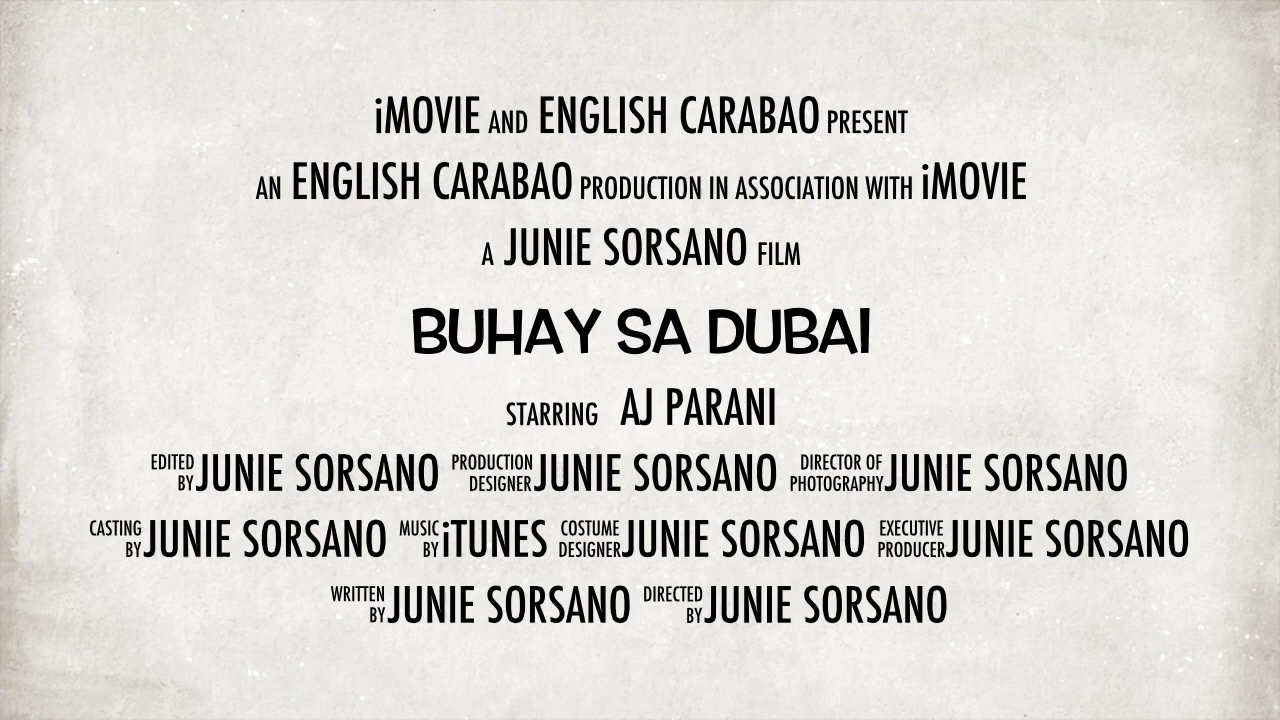 iMOVIE AND ENGLISH CARABAO PRESENT
AN ENGLISH CARABAO PRODUCTION IN ASSOCIATION WITH iMOVIE
A JUNIE SORSANO FILM
BUHAY SA DUBAI
STARRING AJ PARANI
EDITED BY JUNIE SORSANO PRODUCTION DESIGNER JUNIE SORSANO DIRECTOR OF PHOTOGRAPHY JUNIE SORSANO
CASTING BY JUNIE SORSANO MUSIC BY iTUNES COSTUME DESIGNER JUNIE SORSANO EXECUTIVE PRODUCER JUNIE SORSANO
WRITTEN BY JUNIE SORSANO DIRECTED BY JUNIE SORSANO